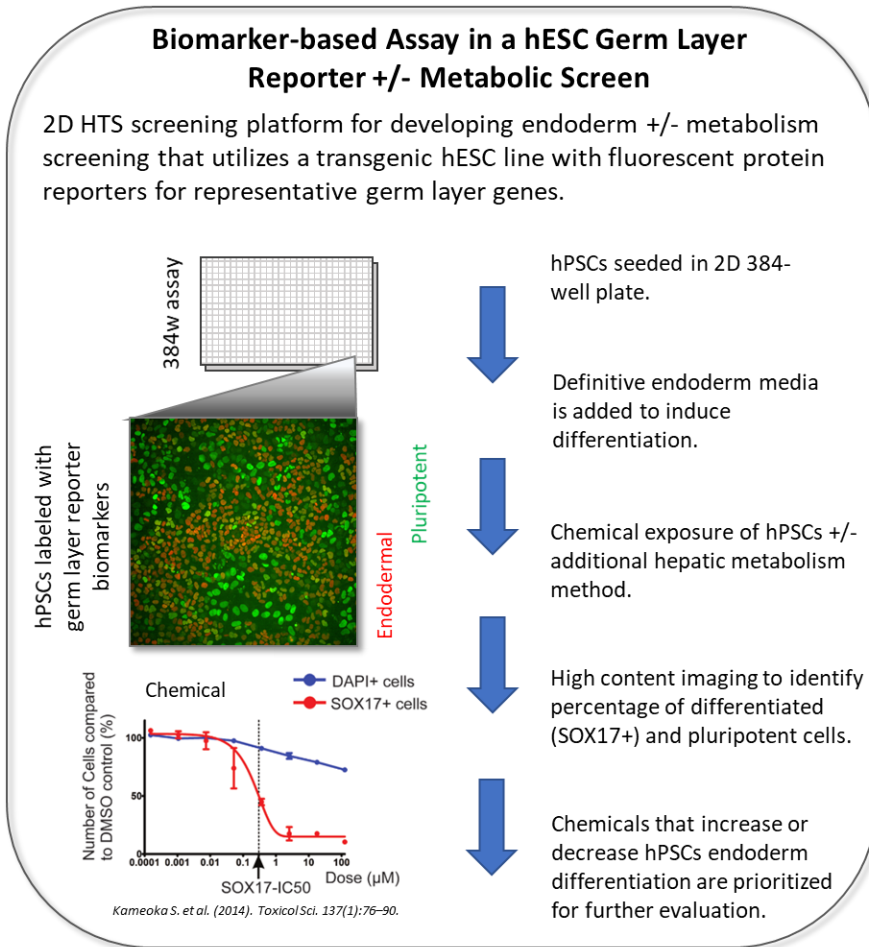 Biomarker-based Assay in a hESC Germ Layer
Reporter +/- Metabolic Screen
2D HTS screening platform for developing endoderm +/- metabolism
screening that utilizes a transgenic hESC line with fluorescent protein
reporters for representative germ layer genes.
384w assay
hPSCs labeled with
germ layer reporter
biomarkers
Endodermal
Pluripotent
hPSCs seeded in 2D 384-
well plate.
Definitive endoderm media
is added to induce
differentiation.
Chemical exposure of hPSCs +/-
additional hepatic metabolism
method.
High content imaging to identify
percentage of differentiated
(SOX17+) and pluripotent cells.
Chemicals that increase or
decrease hPSCs endoderm
differentiation are prioritized
for further evaluation.
Chemical
DAPI+ cells
SOX17+ cells
Number of Cells compared
to DMSO control (%)
100
50
0
0.0001 0.001 0.01 0.1 1 10 100
Dose (µM)
SOX17-IC50
Kameoka S. et al. (2014). Toxicol Sci. 137(1):76–90.